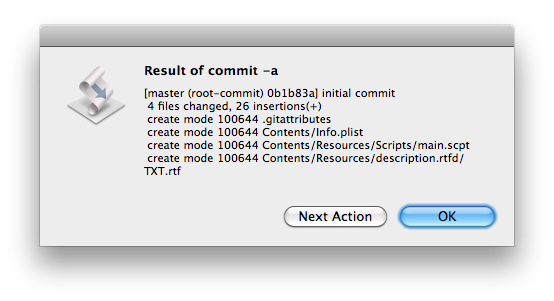 Result of commit -a
[master (root-commit) 0b1b83a] initial commit
4 files changed, 26 insertions(+)
create mode 100644 .gitattributes
create mode 100644 Contents/Info.plist
create mode 100644 Contents/Resources/Scripts/main.scpt
create mode 100644 Contents/Resources/description.rtfd/
TXT.rtf
Next Action
OK